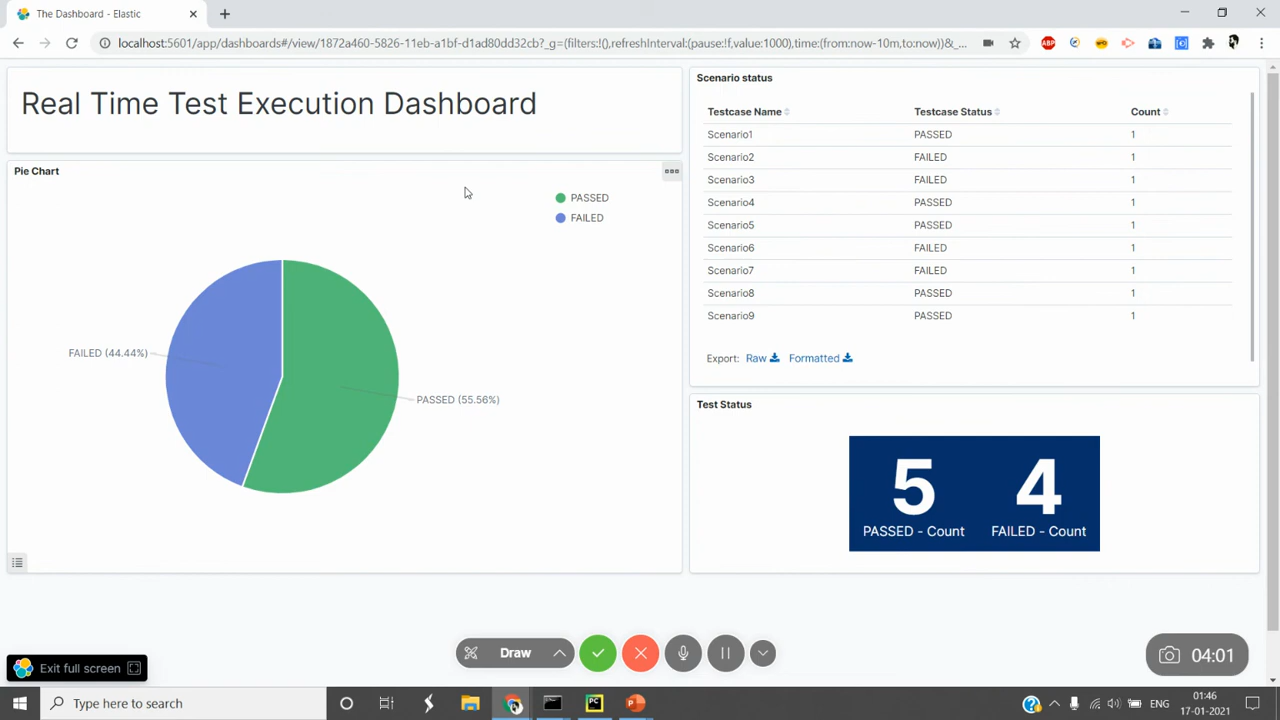 The Dashboard - Elastic
localhost:5601/app/dashboards#/view/1872a460-5826-11eb-a1bf-d1ad80dd32cb?_g=(filters:!(),refreshInterval:(pause:!f,value:1000),time:(from:now-10m,to:now))&_...
ABP
Real Time Test Execution Dashboard
Pie Chart
PASSED
FAILED
FAILED (44.44%)
PASSED (55.56%)
Scenario status
Testcase Name Testcase Status Count
Scenario1 PASSED 1
Scenario2 FAILED 1
Scenario3 FAILED 1
Scenario4 PASSED 1
Scenario5 PASSED 1
Scenario6 FAILED 1
Scenario7 FAILED 1
Scenario8 PASSED 1
Scenario9 PASSED 1
Export: Raw Formatted
Test Status
5 4
PASSED - Count FAILED - Count
Draw
04:01
Exit full screen
Type here to search
PC
ENG
01:46
17-01-2021